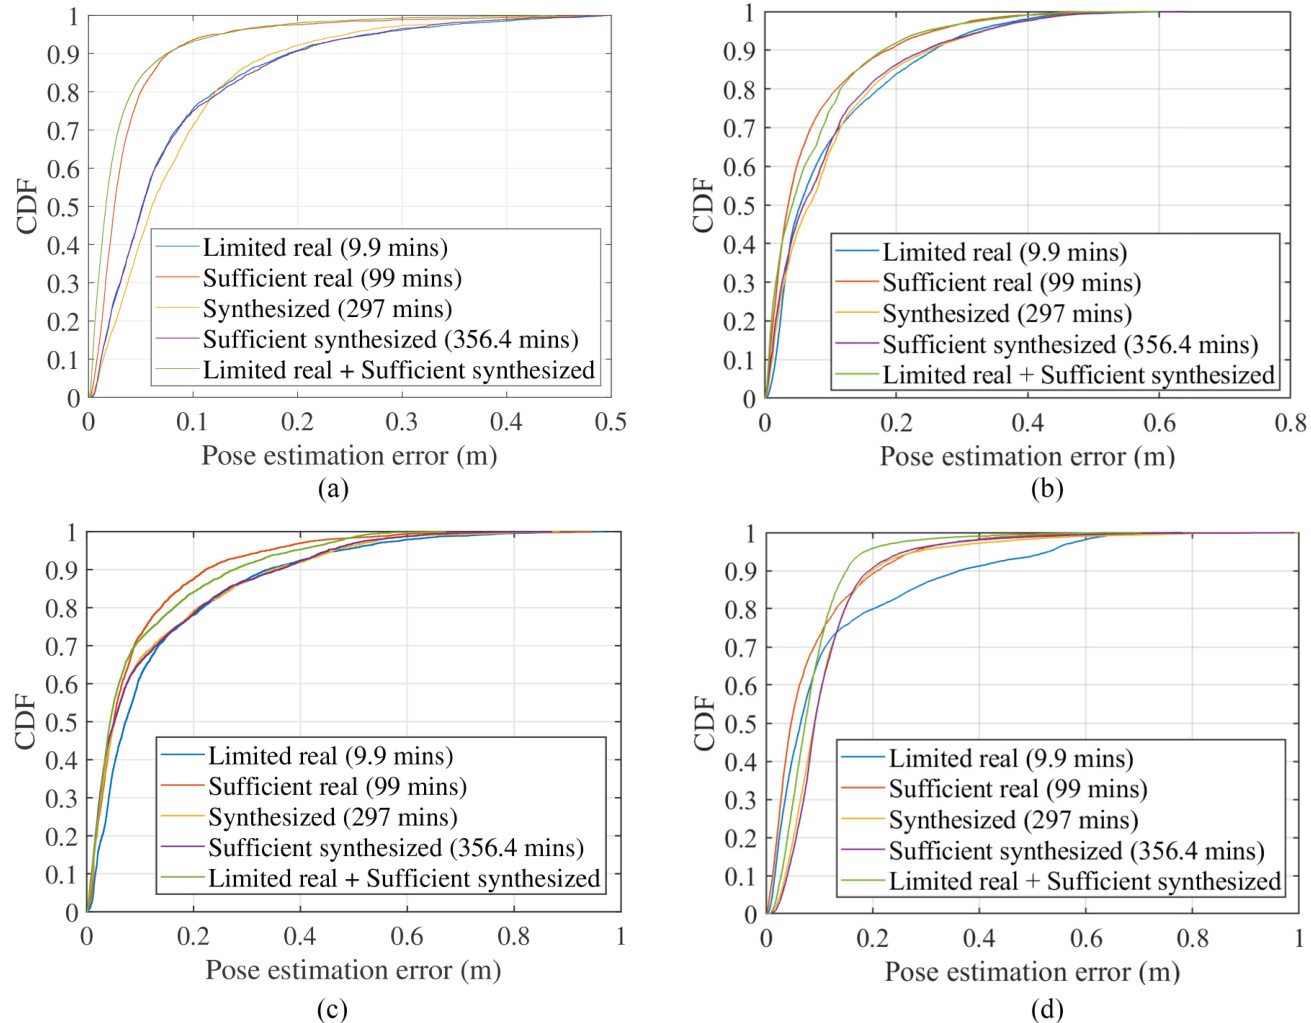 1
0.9
0.8
0.7
0.6
0.5
0.4
0.3
0.2
0.1
0
CDF
Limited real (9.9 mins)
Sufficient real (99 mins)
Synthesized (297 mins)
Sufficient synthesized (356.4 mins)
Limited real + Sufficient synthesized
0 0.1 0.2 0.3 0.4 0.5
Pose estimation error (m)
(a)
1
0.9
0.8
0.7
0.6
0.5
0.4
0.3
0.2
0.1
0
CDF
Limited real (9.9 mins)
Sufficient real (99 mins)
Synthesized (297 mins)
Sufficient synthesized (356.4 mins)
Limited real + Sufficient synthesized
0 0.2 0.4 0.6 0.8
Pose estimation error (m)
(b)
1
0.9
0.8
0.7
0.6
0.5
0.4
0.3
0.2
0.1
0
CDF
Limited real (9.9 mins)
Sufficient real (99 mins)
Synthesized (297 mins)
Sufficient synthesized (356.4 mins)
Limited real + Sufficient synthesized
0 0.2 0.4 0.6 0.8 1
Pose estimation error (m)
(c)
1
0.9
0.8
0.7
0.6
0.5
0.4
0.3
0.2
0.1
0
CDF
Limited real (9.9 mins)
Sufficient real (99 mins)
Synthesized (297 mins)
Sufficient synthesized (356.4 mins)
Limited real + Sufficient synthesized
0 0.2 0.4 0.6 0.8 1
Pose estimation error (m)
(d)